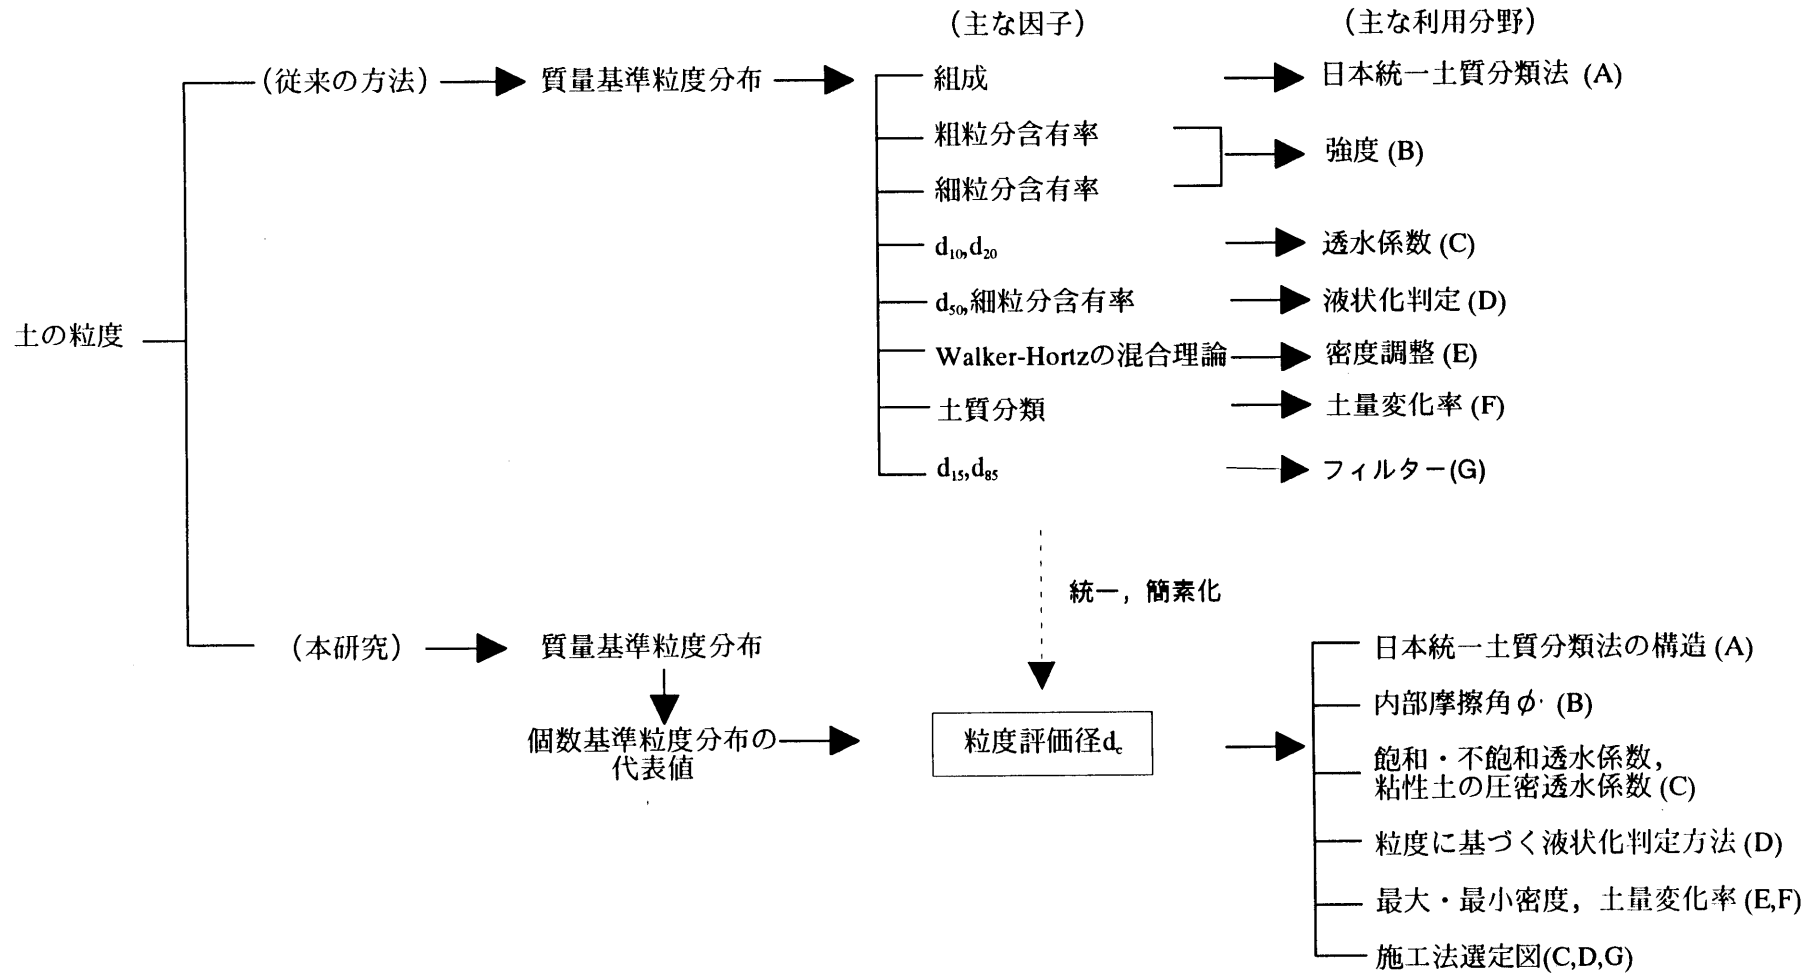 (主な因子)
(主な利用分野)
(従来の方法)
質量基準粒度分布
組成
日本統一土質分類法 (A)
粗粒分含有率
強度 (B)
細粒分含有率
d10,d20
透水係数 (C)
d50,細粒分含有率
液状化判定 (D)
土の粒度
Walker-Hortzの混合理論
密度調整 (E)
土質分類
土量変化率 (F)
d15,d85
フィルター(G)
統一，簡素化
(本研究)
質量基準粒度分布
個数基準粒度分布の
代表値
粒度評価径dc
日本統一土質分類法の構造 (A)
内部摩擦角φ' (B)
飽和・不飽和透水係数，
粘性土の圧密透水係数 (C)
粒度に基づく液状化判定方法 (D)
最大・最小密度，土量変化率 (E,F)
施工法選定図(C,D,G)